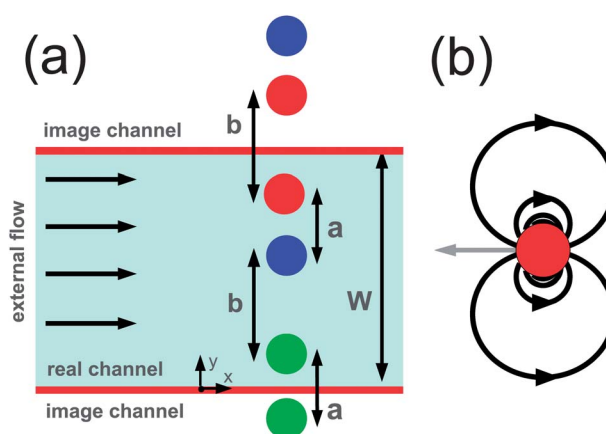 (a)
(b)
b
image channel
a
external flow
b
W
real channel
y
x
image channel
a